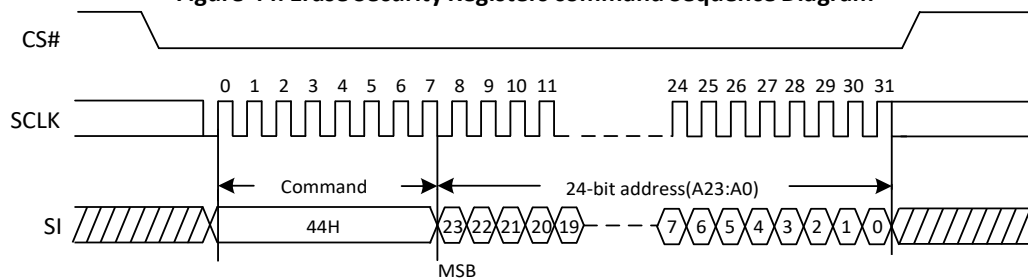 Figure 44. Erase Security Registers command Sequence Diagram
CS#
0 1 2 3 4 5 6 7 8 9 10 11 24 25 26 27 28 29 30 31
SCLK
Command 24-bit address(A23:A0)
SI 44H 23 22 21 20 19 7 6 5 4 3 2 1 0
MSB